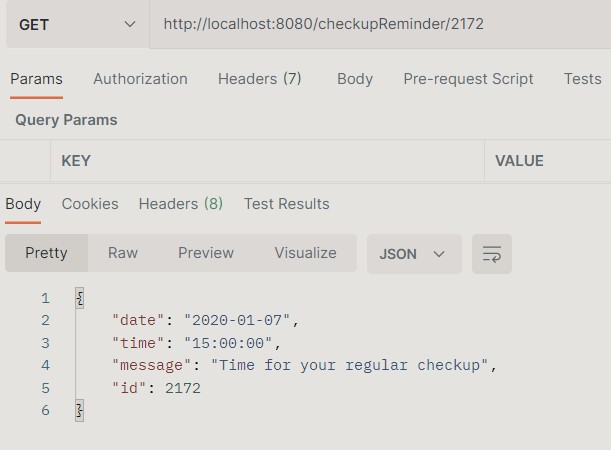 GET http://localhost:8080/checkupReminder/2172
Params Authorization Headers (7) Body Pre-request Script Tests
Query Params
KEY VALUE
Body Cookies Headers (8) Test Results
Pretty Raw Preview Visualize JSON
1 {
2 "date": "2020-01-07",
3 "time": "15:00:00",
4 "message": "Time for your regular checkup",
5 "id": 2172
6 }